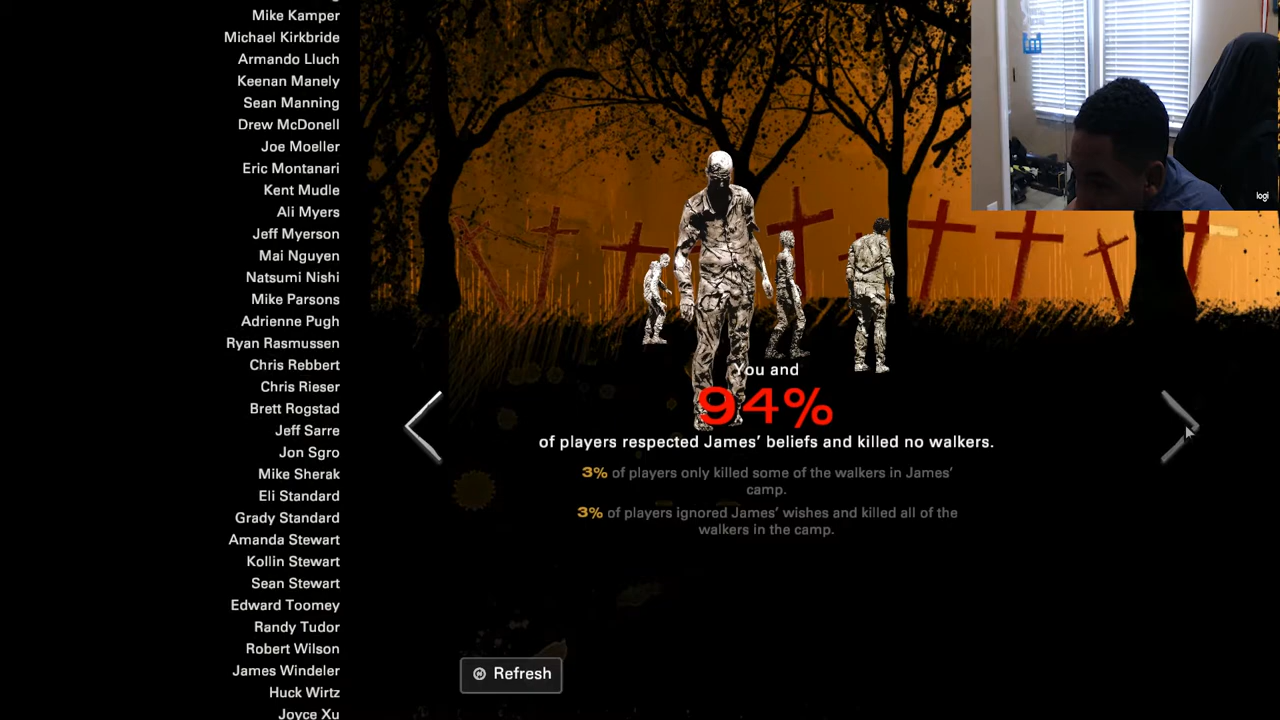 Mike Kamper
Michael Kirkbride
Armando Lluch
Keenan Manely
Sean Manning
Drew McDonell
Joe Moeller
Eric Montanari
Kent Mudle
Ali Myers
Jeff Myerson
Mai Nguyen
Natsumi Nishi
Mike Parsons
Adrienne Pugh
Ryan Rasmussen
Chris Rebbert
Chris Rieser
Brett Rogstad
Jeff Sarre
Jon Sgro
Mike Sherak
Eli Standard
Grady Standard
Amanda Stewart
Kollin Stewart
Sean Stewart
Edward Toomey
Randy Tudor
Robert Wilson
James Windeler
Huck Wirtz
Joyce Xu
You and
94%
of players respected James' beliefs and killed no walkers.
3% of players only killed some of the walkers in James'
camp.
3% of players ignored James' wishes and killed all of the
walkers in the camp.
Refresh
logi